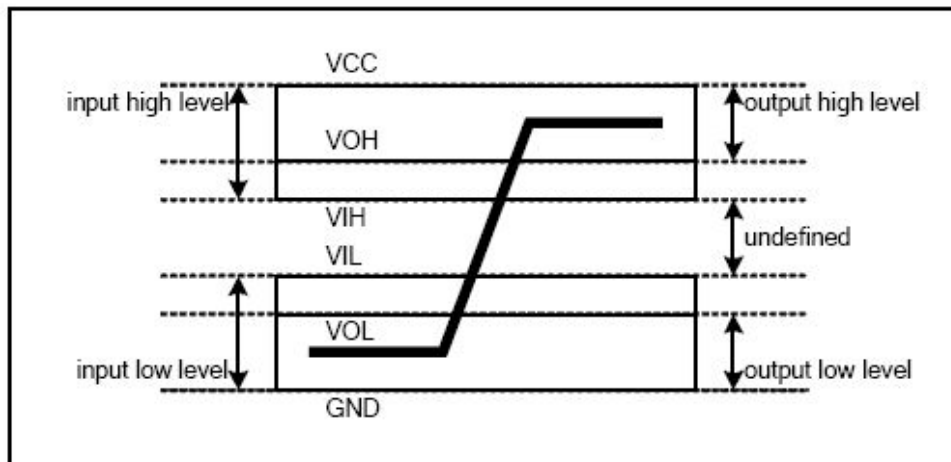 VCC
input high level
output high level
VOH
VIH
undefined
VIL
VOL
input low level
output low level
GND